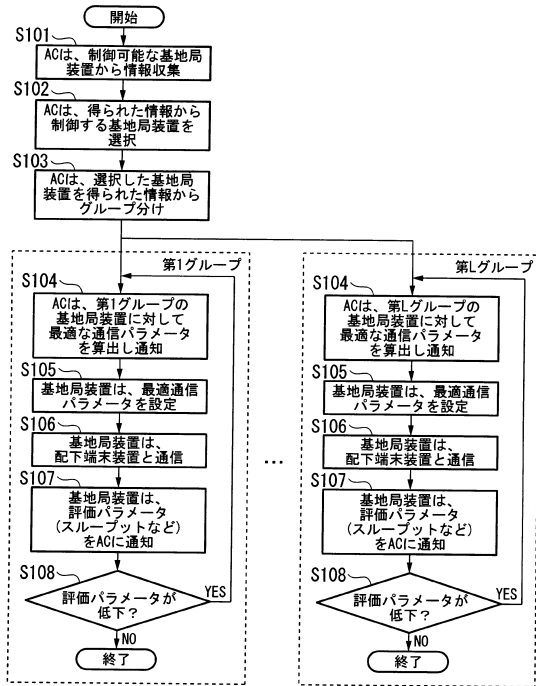 開始
S101
ACは、制御可能な基地局
装置から情報収集
S102
ACは、得られた情報から
制御する基地局装置を
選択
S103
ACは、選択した基地局
装置を得られた情報から
グループ分け
第1グループ
S104
ACは、第1グループの
基地局装置に対して
最適な通信パラメータ
を算出し通知
S105
基地局装置は、最適通信
パラメータを設定
S106
基地局装置は、
配下端末装置と通信
S107
基地局装置は、
評価パラメータ
(スループットなど)
をACに通知
S108
評価パラメータが
低下?
YES
NO
終了
...
第Lグループ
S104
ACは、第Lグループの
基地局装置に対して
最適な通信パラメータ
を算出し通知
S105
基地局装置は、最適通信
パラメータを設定
S106
基地局装置は、
配下端末装置と通信
S107
基地局装置は、
評価パラメータ
(スループットなど)
をACに通知
S108
評価パラメータが
低下?
YES
NO
終了